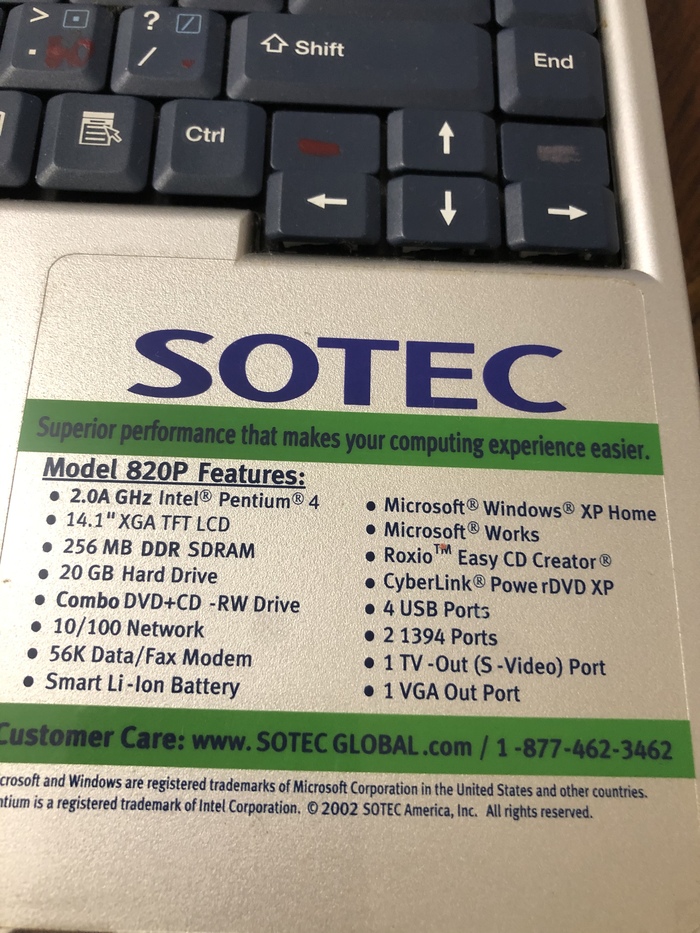 >
.
?
/
⇧ Shift
End
Ctrl
↑
← ↓ →
SOTEC
Superior performance that makes your computing experience easier.
Model 820P Features:
• 2.0A GHz Intel® Pentium® 4
• 14.1" XGA TFT LCD
• 256 MB DDR SDRAM
• 20 GB Hard Drive
• Combo DVD+CD -RW Drive
• 10/100 Network
• 56K Data/Fax Modem
• Smart Li-Ion Battery
• Microsoft® Windows® XP Home
• Microsoft® Works
• Roxio™ Easy CD Creator®
• CyberLink® Powe rDVD XP
• 4 USB Ports
• 2 1394 Ports
• 1 TV -Out (S -Video) Port
• 1 VGA Out Port
Customer Care: www. SOTEC GLOBAL .com / 1 -877-462-3462
crosoft and Windows are registered trademarks of Microsoft Corporation in the United States and other countries.
ntium is a registered trademark of Intel Corporation. © 2002 SOTEC America, Inc. All rights reserved.